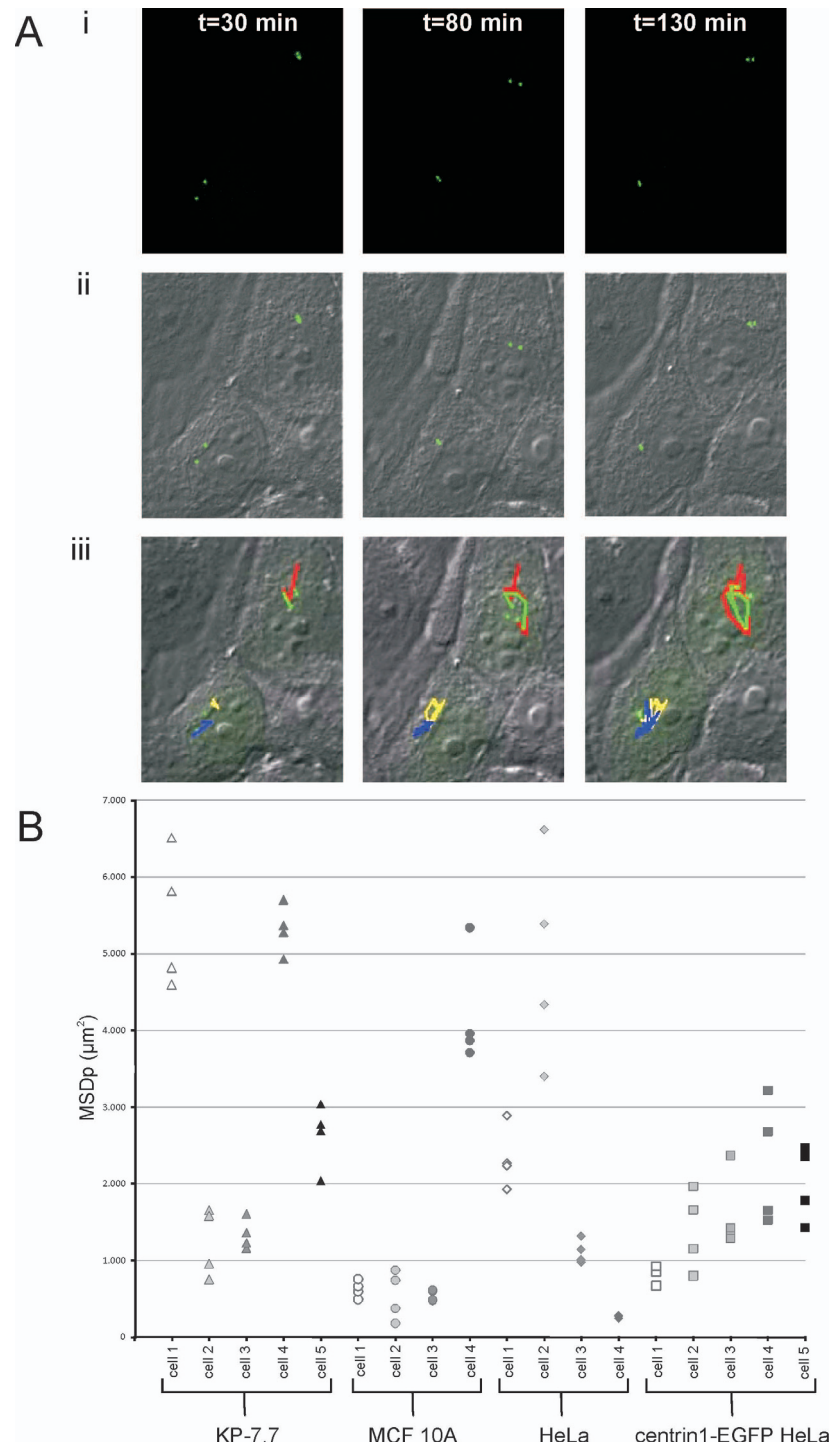 A
i
t=30 min
t=80 min
t=130 min
ii
iii
B
MSDp (µm²)
7.000
6.000
5.000
4.000
3.000
2.000
1.000
0
cell 1
cell 2
cell 3
cell 4
cell 5
cell 1
cell 2
cell 3
cell 4
cell 1
cell 2
cell 3
cell 4
cell 1
cell 2
cell 3
cell 4
cell 5
KP-7.7
MCF 10A
HeLa
centrin1-EGFP HeLa